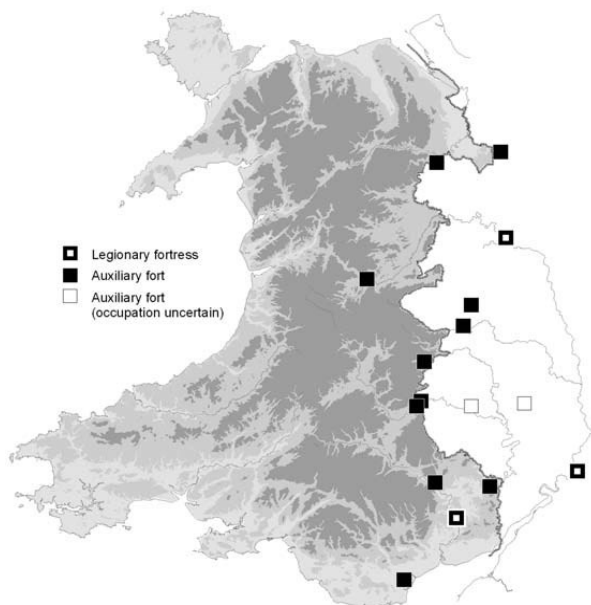 Legionary fortress
Auxiliary fort
Auxiliary fort
(occupation uncertain)